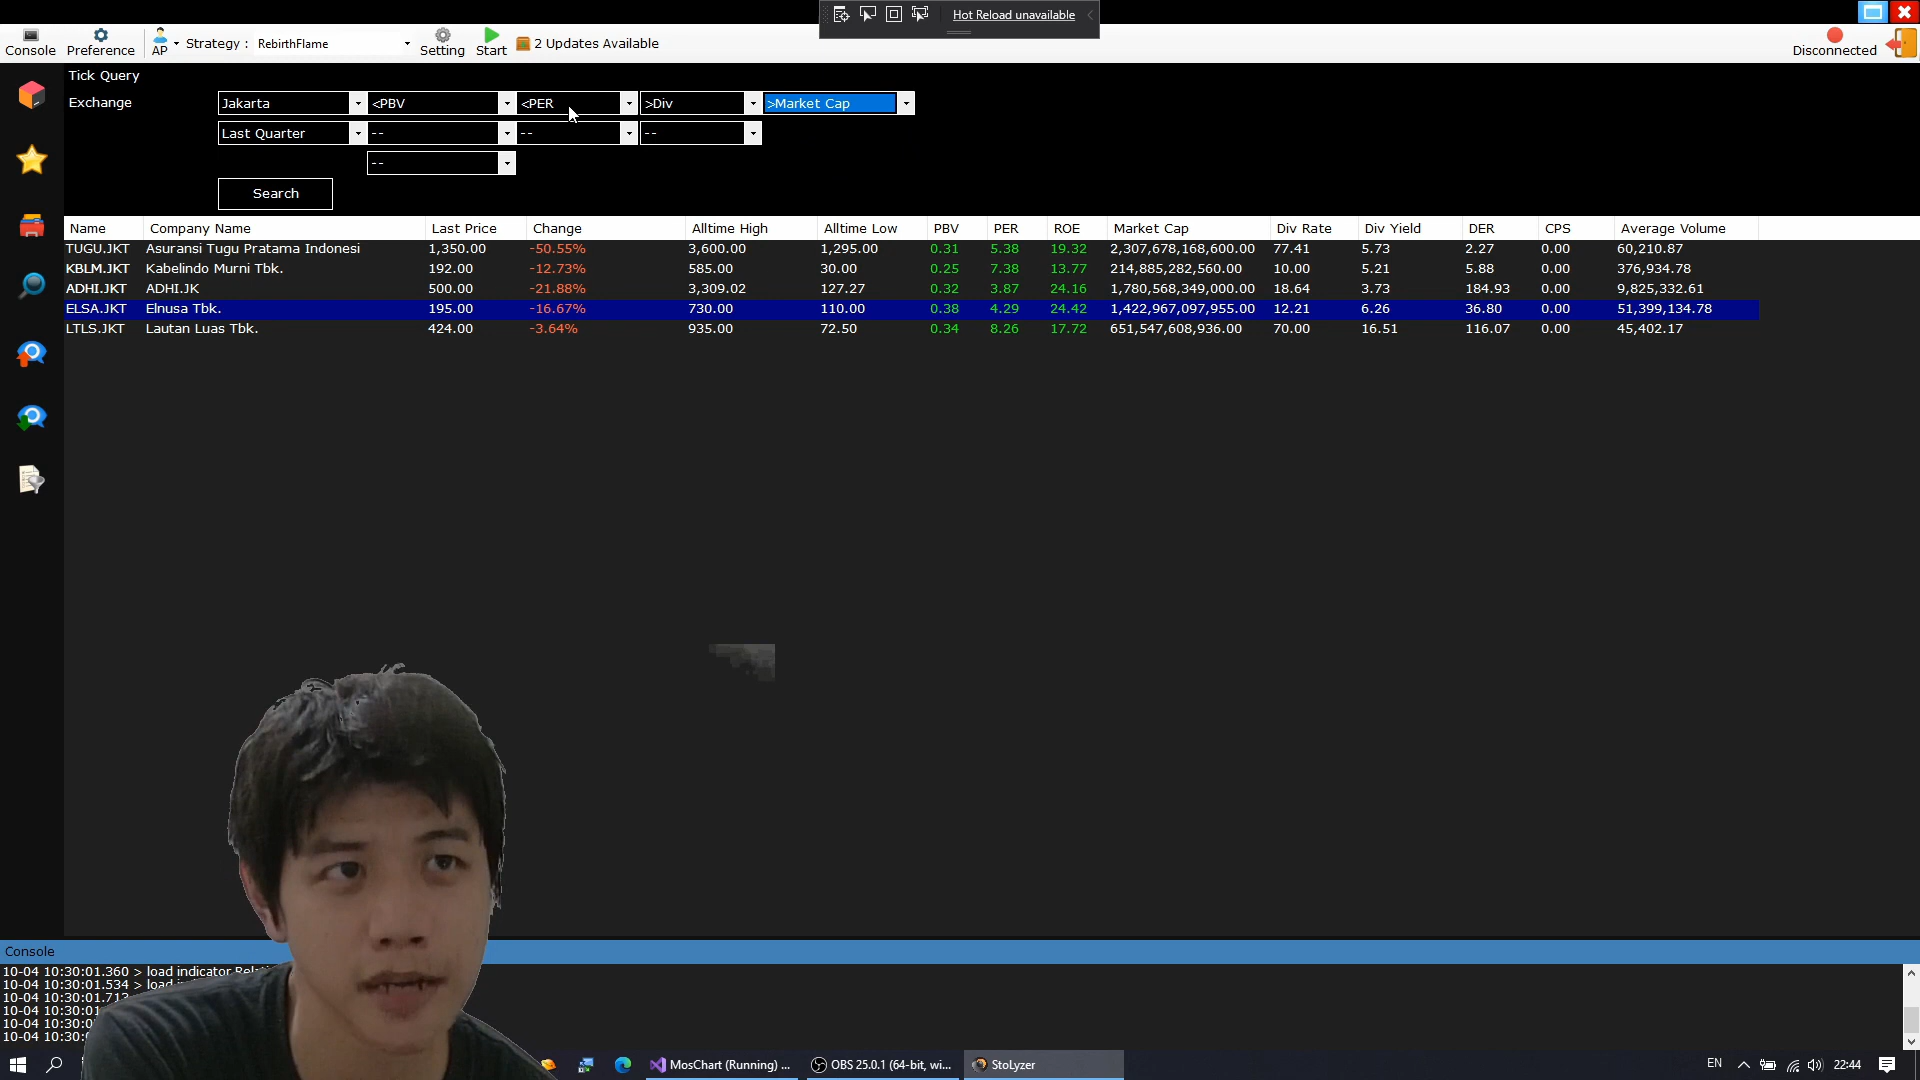 Hot Reload unavailable
Console Preference AP Strategy : RebirthFlame Setting Start 2 Updates Available Disconnected
Tick Query
Exchange Jakarta <PBV <PER >Div >Market Cap
Last Quarter -- -- --
--
Search
Name Company Name Last Price Change Alltime High Alltime Low PBV PER ROE Market Cap Div Rate Div Yield DER CPS Average Volume
TUGU.JKT Asuransi Tugu Pratama Indonesi 1,350.00 -50.55% 3,600.00 1,295.00 0.31 5.38 19.32 2,307,678,168,600.00 77.41 5.73 2.27 0.00 60,210.87
KBLM.JKT Kabelindo Murni Tbk. 192.00 -12.73% 585.00 30.00 0.25 7.38 13.77 214,885,282,560.00 10.00 5.21 5.88 0.00 376,934.78
ADHI.JKT ADHI.JK 500.00 -21.88% 3,309.02 127.27 0.32 3.87 24.16 1,780,568,349,000.00 18.64 3.73 184.93 0.00 9,825,332.61
ELSA.JKT Elnusa Tbk. 195.00 -16.67% 730.00 110.00 0.38 4.29 24.42 1,422,967,097,955.00 12.21 6.26 36.80 0.00 51,399,134.78
LTLS.JKT Lautan Luas Tbk. 424.00 -3.64% 935.00 72.50 0.34 8.26 17.72 651,547,608,936.00 70.00 16.51 116.07 0.00 45,402.17
Console
10-04 10:30:01.360 > load indicator
10-04 10:30:01.534 > load
10-04 10:30:01.713
10-04 10:30:01
10-04 10:30:0
10-04 10:30:
MosChart (Running) ... OBS 25.0.1 (64-bit, wi... StoLyzer EN 22:44